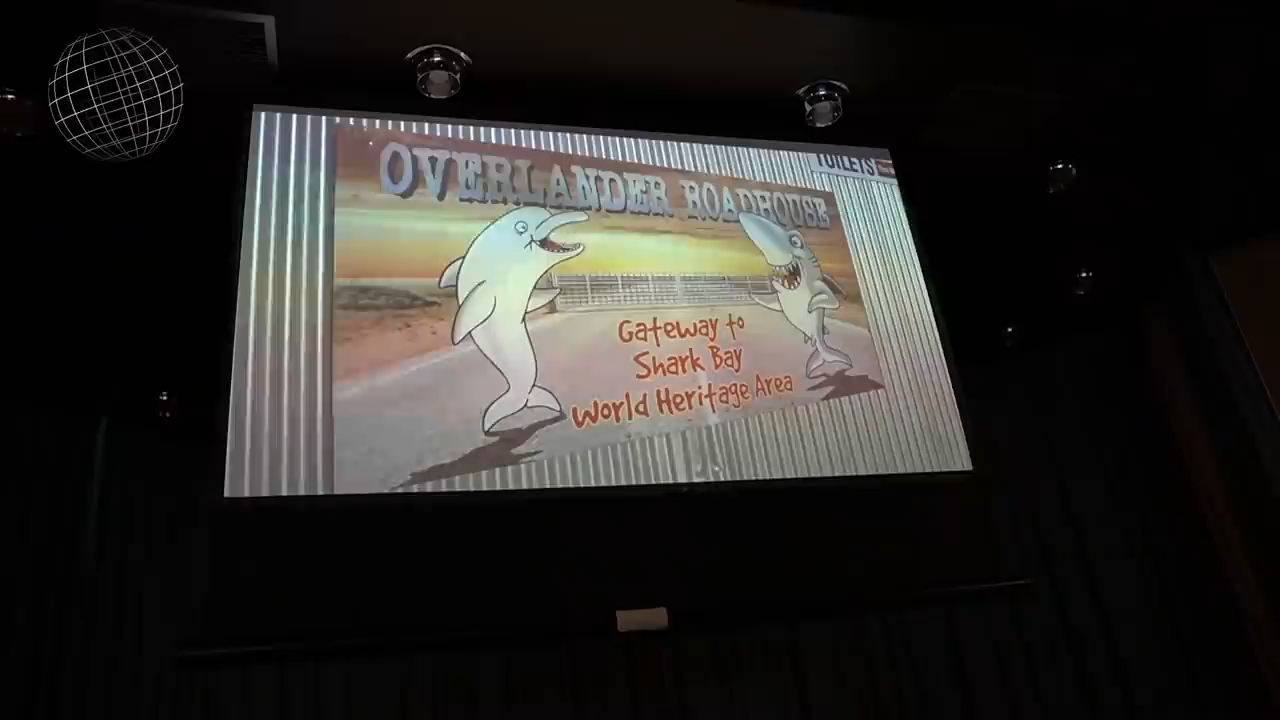 TOILETS
OVERLANDER ROADHOUSE
Gateway to
Shark Bay
World Heritage Area